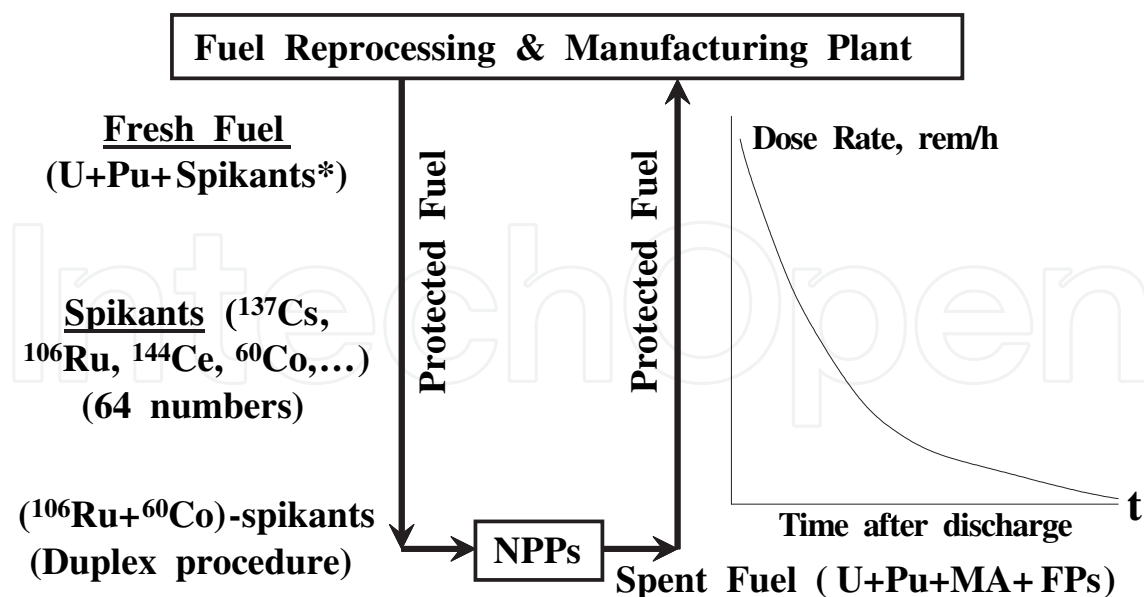 Fuel Reprocessing & Manufacturing Plant
Fresh Fuel
(U+Pu+Spikants*)
Spikants (¹³⁷Cs,
¹⁰⁶Ru, ¹⁴⁴Ce, ⁶⁰Co,...)
(64 numbers)
(¹⁰⁶Ru+⁶⁰Co)-spikants
(Duplex procedure)
Protected Fuel
NPPs
Protected Fuel
Dose Rate, rem/h
t
Time after discharge
Spent Fuel (U+Pu+MA+FPs)
IntechOpen